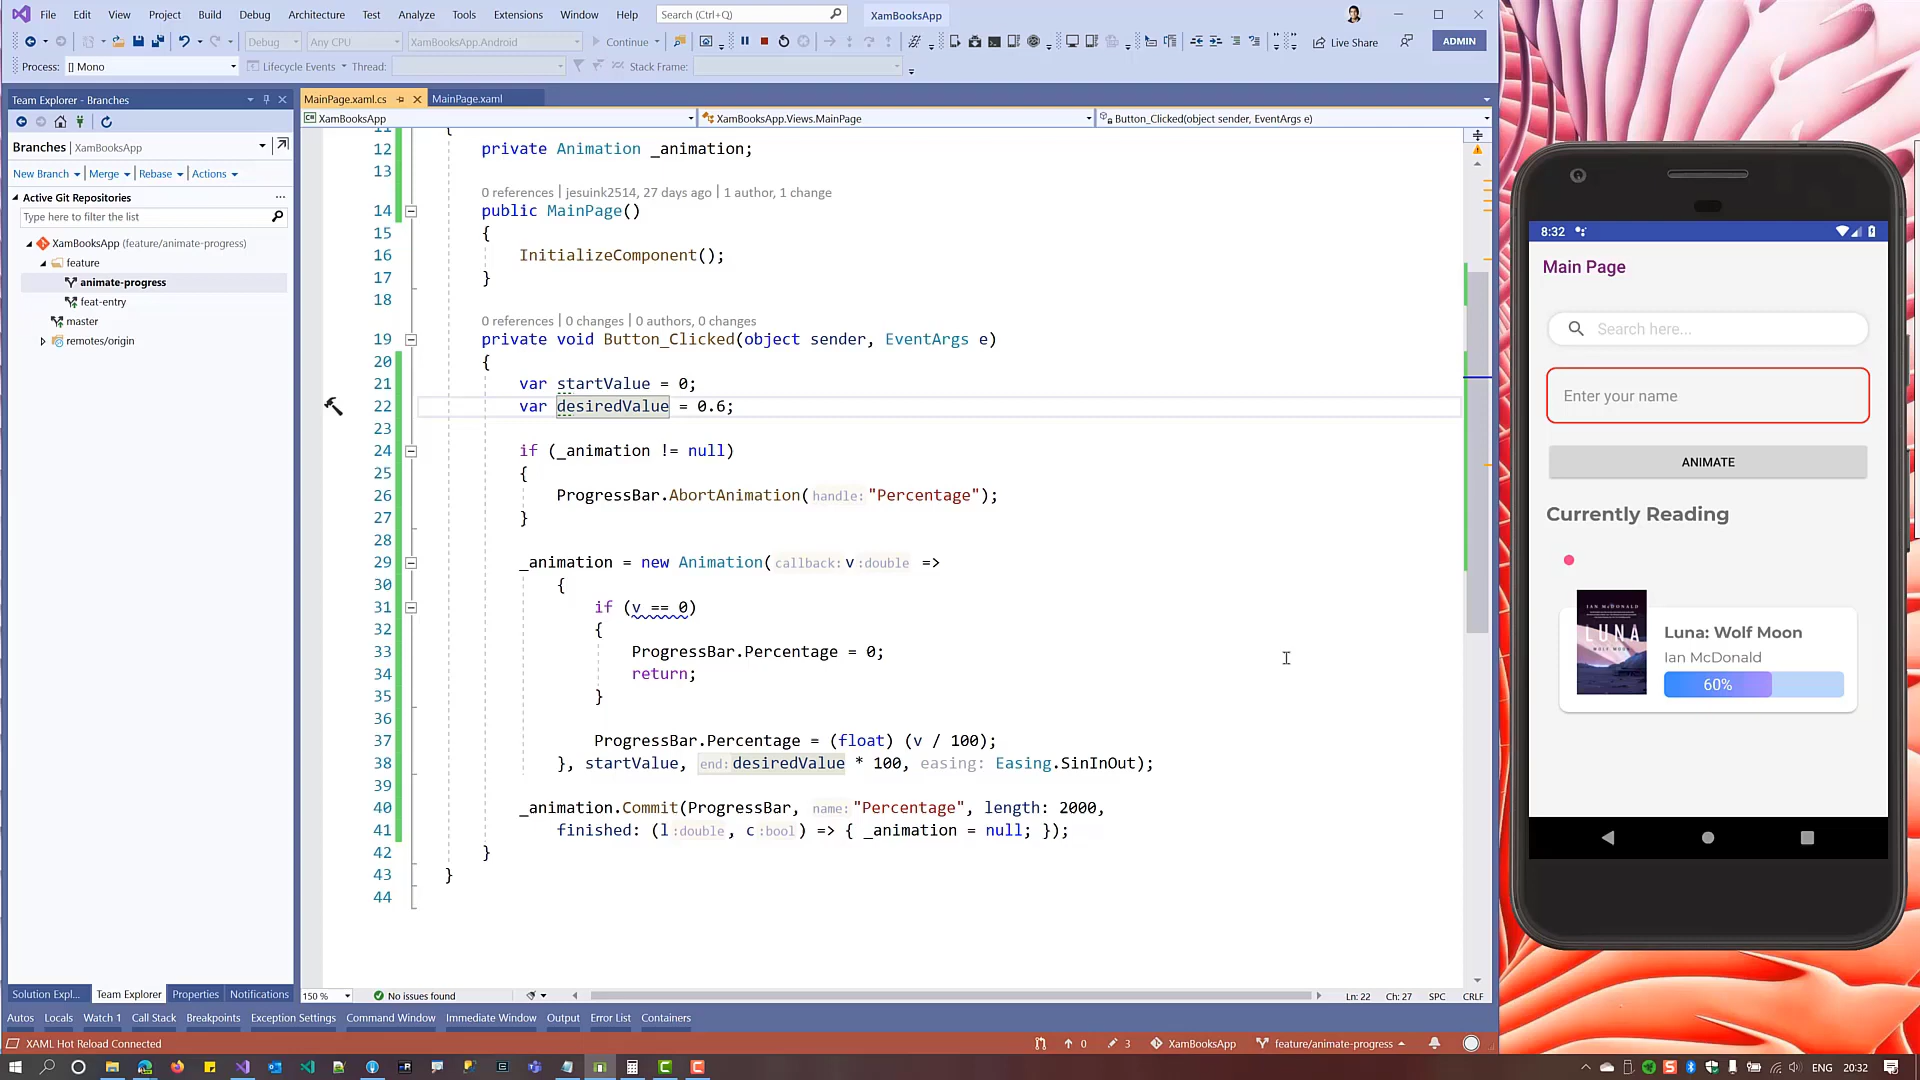 File Edit View Project Build Debug Architecture Test Analyze Tools Extensions Window Help Search (Ctrl+Q) XamBooksApp
Debug Any CPU XamBooksApp.Android Continue Live Share ADMIN
Process: [] Mono Lifecycle Events Thread: Stack Frame:
Team Explorer - Branches
Branches XamBooksApp
New Branch Merge Rebase Actions
Active Git Repositories
Type here to filter the list
XamBooksApp (feature/animate-progress)
feature
animate-progress
feat-entry
master
remotes/origin
MainPage.xaml.cs MainPage.xaml
XamBooksApp XamBooksApp.Views.MainPage Button_Clicked(object sender, EventArgs e)
11 {
12 private Animation _animation;
13
0 references | jesuink2514, 27 days ago | 1 author, 1 change
14 public MainPage()
15 {
16 InitializeComponent();
17 }
18
0 references | 0 changes | 0 authors, 0 changes
19 private void Button_Clicked(object sender, EventArgs e)
20 {
21 var startValue = 0;
22 var desiredValue = 0.6;
23
24 if (_animation != null)
25 {
26 ProgressBar.AbortAnimation(handle: "Percentage");
27 }
28
29 _animation = new Animation(callback: v :double =>
30 {
31 if (v == 0)
32 {
33 ProgressBar.Percentage = 0;
34 return;
35 }
36
37 ProgressBar.Percentage = (float) (v / 100);
38 }, startValue, end: desiredValue * 100, easing: Easing.SinInOut);
39
40 _animation.Commit(ProgressBar, name: "Percentage", length: 2000,
41 finished: (l :double , c :bool ) => { _animation = null; });
42 }
43 }
44
8:32
Main Page
Search here...
Enter your name
ANIMATE
Currently Reading
IAN McDONALD
LUNA
WOLF MOON
Luna: Wolf Moon
Ian McDonald
60%
Solution Expl... Team Explorer Properties Notifications
150 % No issues found Ln: 22 Ch: 27 SPC CRLF
Autos Locals Watch 1 Call Stack Breakpoints Exception Settings Command Window Immediate Window Output Error List Containers
XAML Hot Reload Connected 0 3 XamBooksApp feature/animate-progress
ENG 20:32